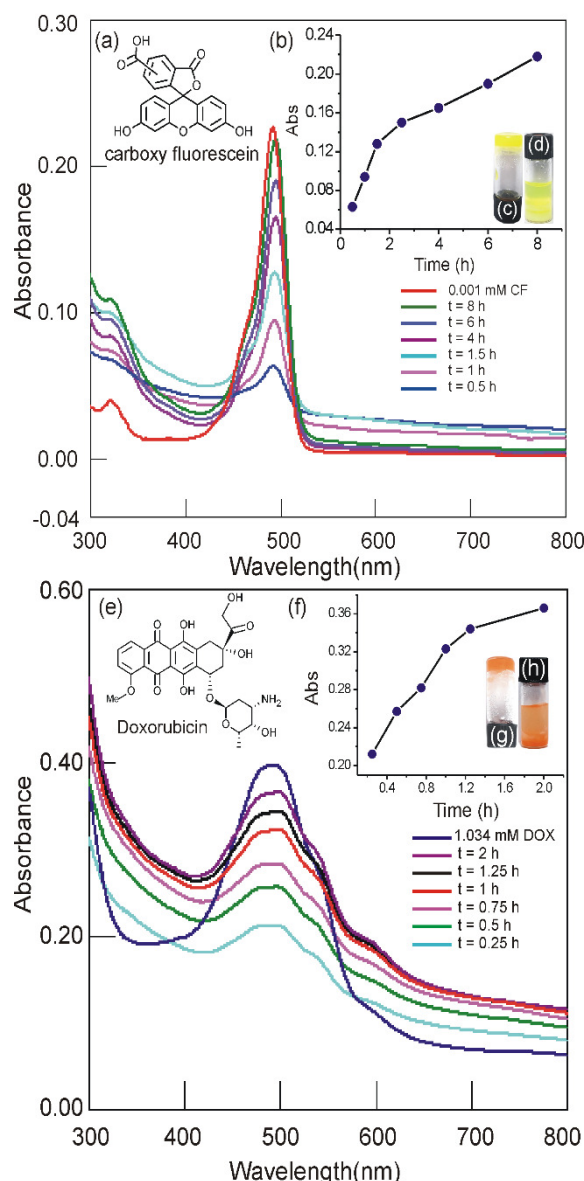 (a)
OH
O
O
O
HO
O
OH
carboxy fluorescein
(b)
0.24
0.20
0.16
0.12
0.08
0.04
Abs
0 2 4 6 8
Time (h)
(c)
(d)
0.001 mM CF
t = 8 h
t = 6 h
t = 4 h
t = 1.5 h
t = 1 h
t = 0.5 h
0.30
0.20
0.10
0.00
-0.04
Absorbance
300 400 500 600 700 800
Wavelength(nm)
(e)
OH
O
OH
O
OH
O
OH
O
Me
O
O
NH2
OH
Doxorubicin
(f)
0.36
0.32
0.28
0.24
0.20
Abs
0.4 0.8 1.2 1.6 2.0
Time (h)
(g)
(h)
1.034 mM DOX
t = 2 h
t = 1.25 h
t = 1 h
t = 0.75 h
t = 0.5 h
t = 0.25 h
0.60
0.40
0.20
0.00
Absorbance
300 400 500 600 700 800
Wavelength(nm)